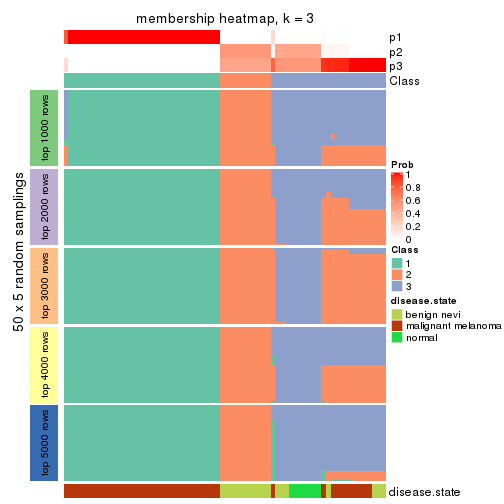 membership heatmap, k = 3
p1
p2
p3
Class
50 x 5 random samplings
top 1000 rows
top 2000 rows
top 3000 rows
top 4000 rows
top 5000 rows
Prob
1
0.8
0.6
0.4
0.2
0
Class
1
2
3
disease.state
benign nevi
malignant melanoma
normal
disease.state